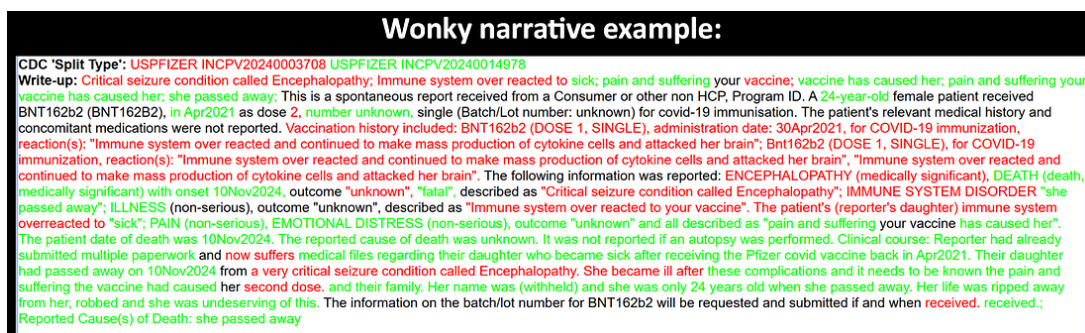 Wonky narrative example:
CDC 'Split Type': USPFIZER INCPV20240003708 USPFIZER INCPV20240014978
Write-up: Critical seizure condition called Encephalopathy; Immune system over reacted to sick; pain and suffering your vaccine; vaccine has caused her; pain and suffering your
vaccine has caused her; she passed away; This is a spontaneous report received from a Consumer or other non HCP, Program ID. A 24-year-old female patient received
BNT162b2 (BNT162B2), in Apr2021 as dose 2, number unknown, single (Batch/Lot number: unknown) for covid-19 immunisation. The patient's relevant medical history and
concomitant medications were not reported. Vaccination history included: BNT162b2 (DOSE 1, SINGLE), administration date: 30Apr2021, for COVID-19 immunization,
reaction(s): "Immune system over reacted and continued to make mass production of cytokine cells and attacked her brain"; Bnt162b2 (DOSE 1, SINGLE), for COVID-19
immunization, reaction(s): "Immune system over reacted and continued to make mass production of cytokine cells and attacked her brain", "Immune system over reacted and
continued to make mass production of cytokine cells and attacked her brain". The following information was reported: ENCEPHALOPATHY (medically significant), DEATH (death,
medically significant) with onset 10Nov2024, outcome "unknown", "fatal", described as "Critical seizure condition called Encephalopathy"; IMMUNE SYSTEM DISORDER "she
passed away"; ILLNESS (non-serious), outcome "unknown", described as "Immune system over reacted to your vaccine". The patient's (reporter's daughter) immune system
overreacted to "sick"; PAIN (non-serious), EMOTIONAL DISTRESS (non-serious), outcome "unknown" and all described as "pain and suffering your vaccine has caused her".
The patient date of death was 10Nov2024. The reported cause of death was unknown. It was not reported if an autopsy was performed. Clinical course: Reporter had already
submitted multiple paperwork and now suffers medical files regarding their daughter who became sick after receiving the Pfizer covid vaccine back in Apr2021. Their daughter
had passed away on 10Nov2024 from a very critical seizure condition called Encephalopathy. She became ill after these complications and it needs to be known the pain and
suffering the vaccine had caused her second dose. and their family. Her name was (withheld) and she was only 24 years old when she passed away. Her life was ripped away
from her, robbed and she was undeserving of this. The information on the batch/lot number for BNT162b2 will be requested and submitted if and when received. received.;
Reported Cause(s) of Death: she passed away